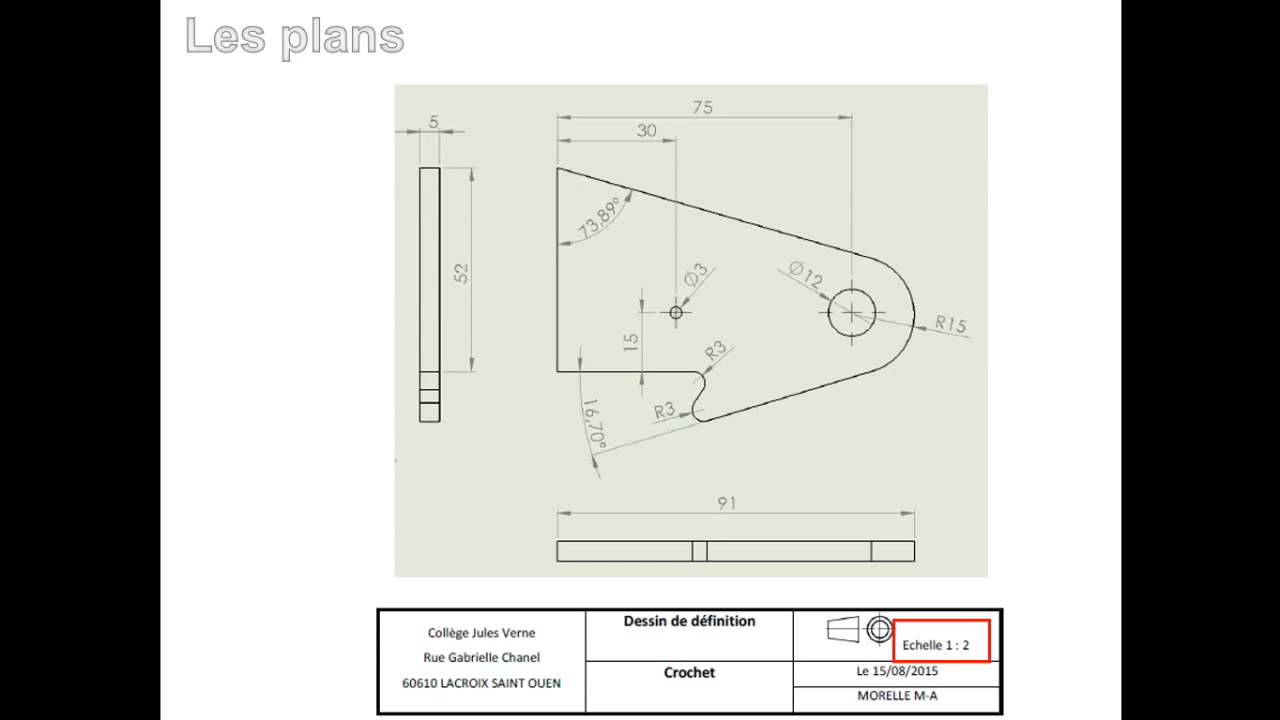 Les plans
75
5
30
73,89°
52
Ø3
Ø12
R15
15
R3
R3
16,70°
91
Collège Jules Verne
Rue Gabrielle Chanel
60610 LACROIX SAINT OUEN
Dessin de définition
Crochet
Echelle 1 : 2
Le 15/08/2015
MORELLE M-A